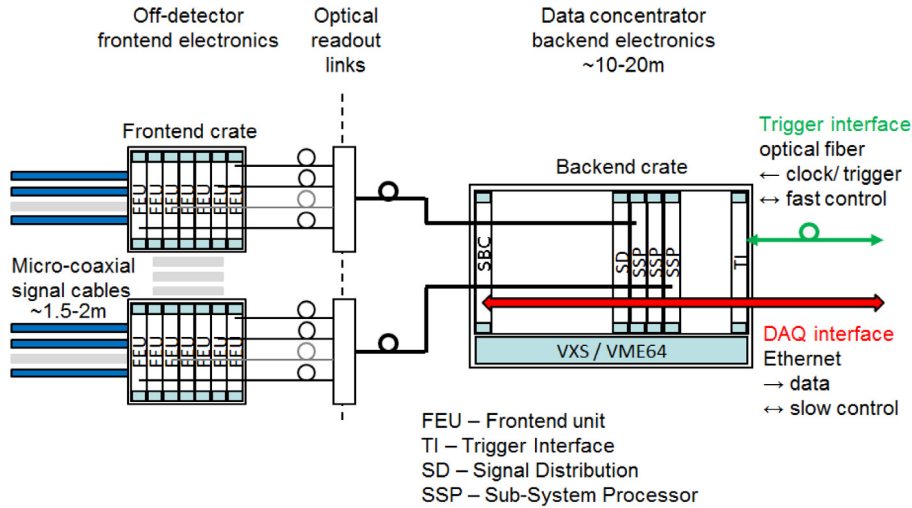 Off-detector
frontend electronics
Optical
readout
links
Data concentrator
backend electronics
~10-20m
Frontend crate
FEU FEU FEU FEU FEU FEU FEU
Micro-coaxial
signal cables
~1.5-2m
FEU FEU FEU FEU FEU FEU FEU
Backend crate
SBC SD SSP SSP SSP TI
VXS / VME64
Trigger interface
optical fiber
← clock/ trigger
↔ fast control
DAQ interface
Ethernet
→ data
↔ slow control
FEU – Frontend unit
TI – Trigger Interface
SD – Signal Distribution
SSP – Sub-System Processor